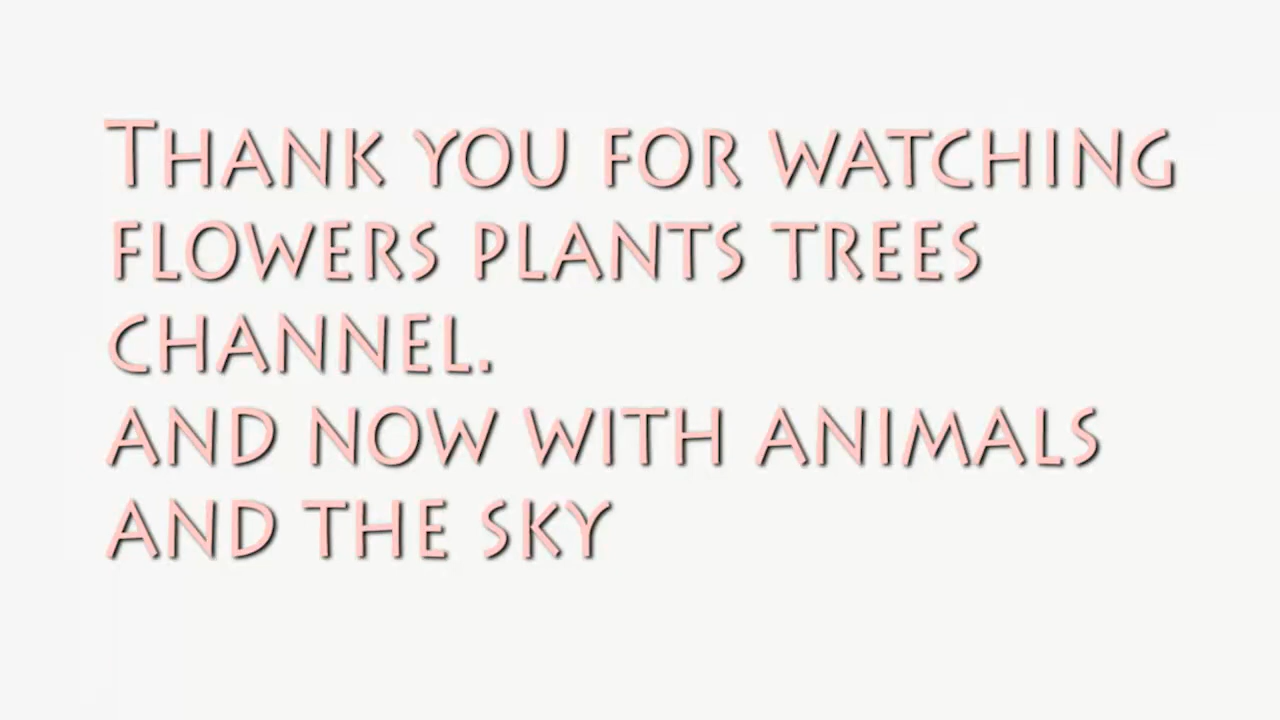 Thank you for watching
flowers plants trees
channel.
and now with animals
and the sky